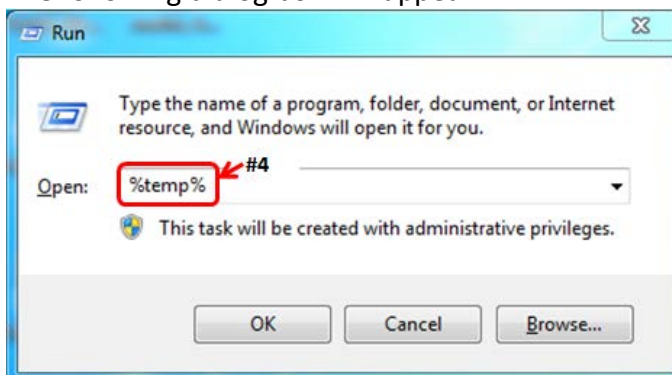 Run
Type the name of a program, folder, document, or Internet
resource, and Windows will open it for you.
#4
Open:
%temp%
This task will be created with administrative privileges.
OK
Cancel
Browse...